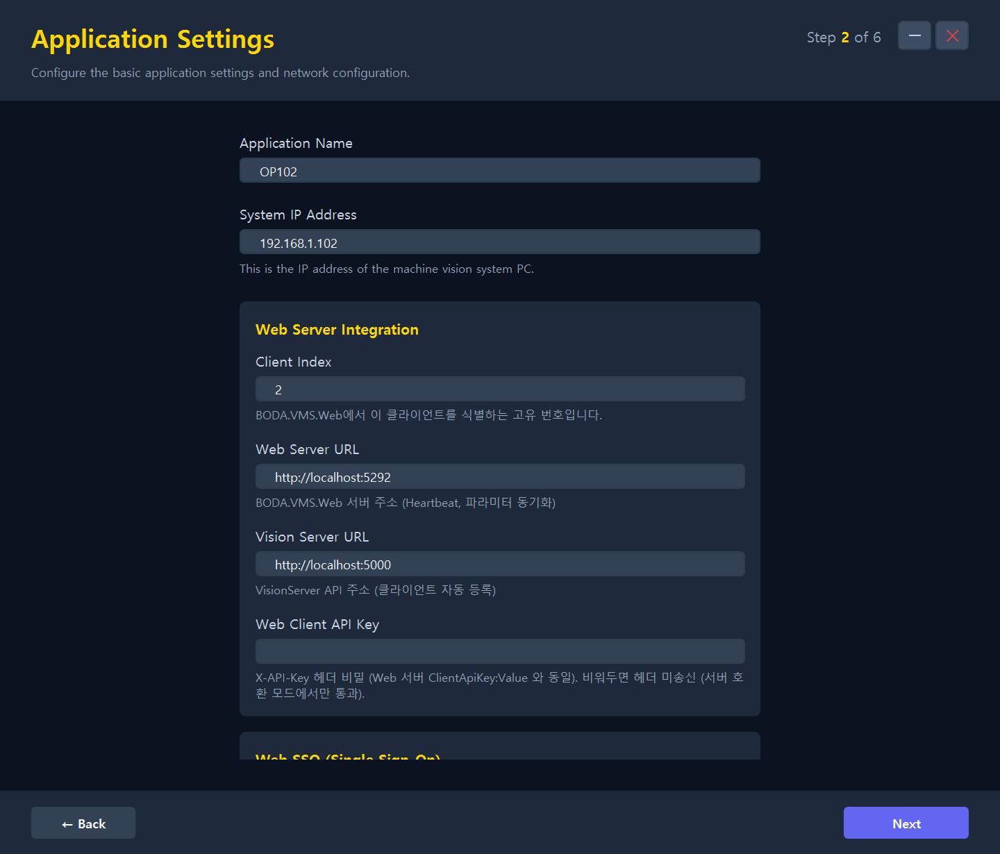 Application Settings
Step 2 of 6
Configure the basic application settings and network configuration.
Application Name
OP102
System IP Address
192.168.1.102
This is the IP address of the machine vision system PC.
Web Server Integration
Client Index
2
BODA.VMS.Web에서 이 클라이언트를 식별하는 고유 번호입니다.
Web Server URL
http://localhost:5292
BODA.VMS.Web 서버 주소 (Heartbeat, 파라미터 동기화)
Vision Server URL
http://localhost:5000
VisionServer API 주소 (클라이언트 자동 등록)
Web Client API Key
X-API-Key 헤더 비밀 (Web 서버 ClientApiKey:Value 와 동일). 비워두면 헤더 미송신 (서버 호
환 모드에서만 통과).
Web SSO (Single Sign-On)
← Back
Next